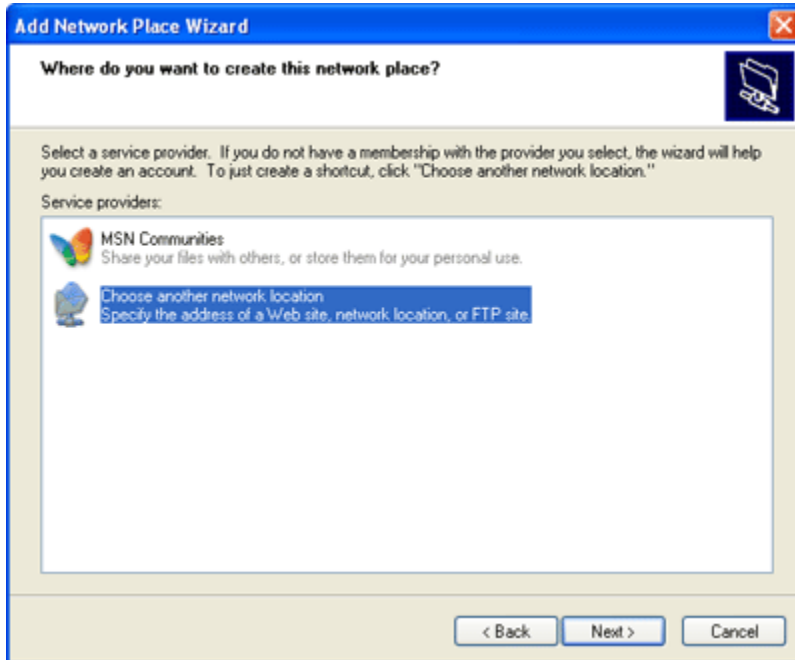 Add Network Place Wizard
Where do you want to create this network place?
Select a service provider.  If you do not have a membership with the provider you select, the wizard will help
you create an account.  To just create a shortcut, click "Choose another network location."
Service providers:
MSN Communities
Share your files with others, or store them for your personal use.
Choose another network location
Specify the address of a Web site, network location, or FTP site.
< Back
Next >
Cancel